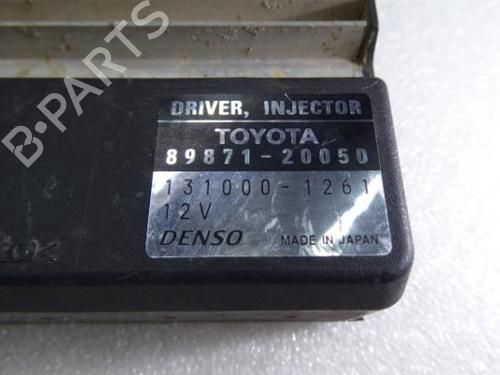 B-PARTS
DRIVER, INJECTOR
TOYOTA
89871-20050
131000-1261
12V
DENSO MADE IN JAPAN